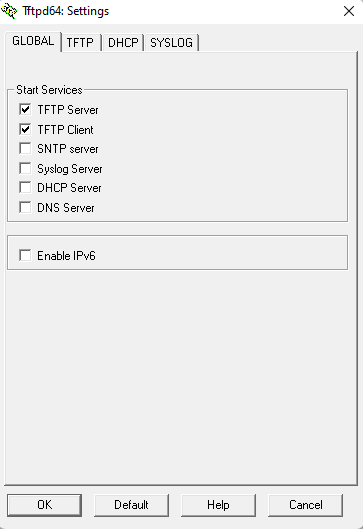 Tftpd64: Settings
GLOBAL TFTP DHCP SYSLOG
Start Services
TFTP Server
TFTP Client
SNTP server
Syslog Server
DHCP Server
DNS Server
Enable IPv6
OK Default Help Cancel